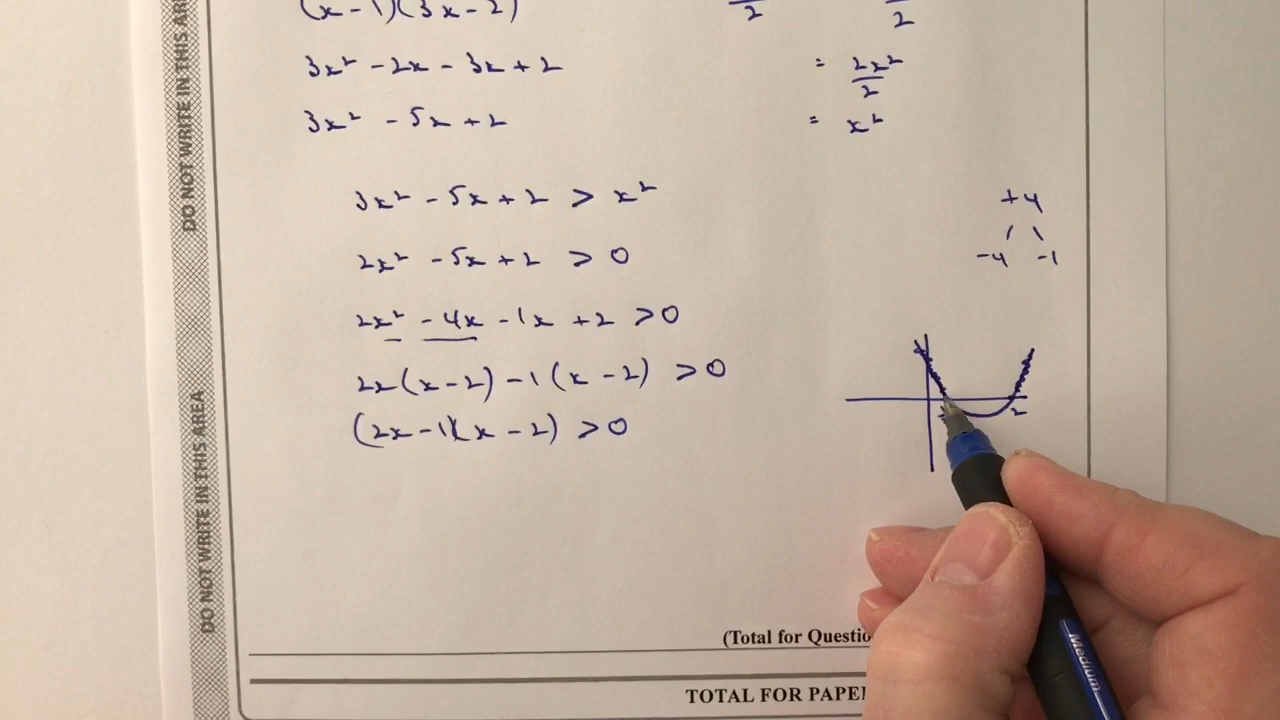 (x - 1)(3x - 2)
2
2
3x² - 2x - 3x + 2
= 2x²
2
3x² - 5x + 2
= x²
3x² - 5x + 2 > x²
+4
2x² - 5x + 2 > 0
-4 -1
2x² - 4x - 1x + 2 > 0
2x(x - 2) - 1(x - 2) > 0
2
(2x - 1)(x - 2) > 0
DO NOT WRITE IN THIS AREA
DO NOT WRITE IN THIS AREA
Medium
(Total for Questio
TOTAL FOR PAPE